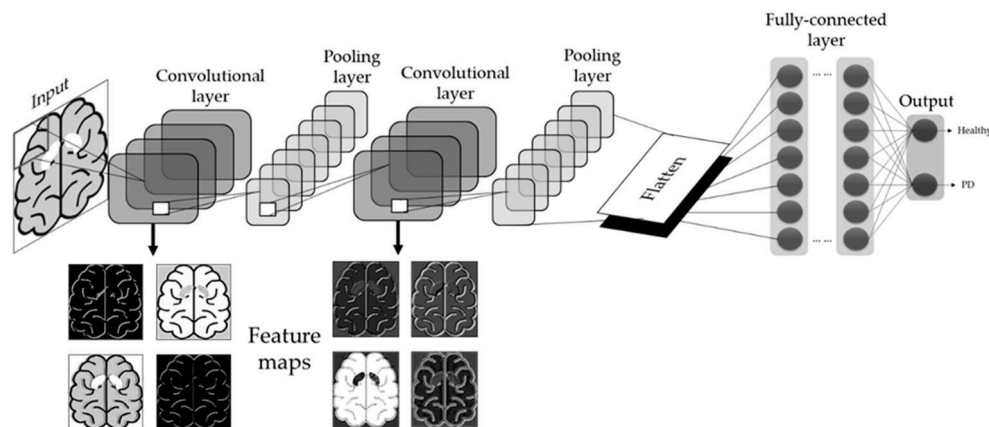 Input
Convolutional
layer
Pooling
layer
Convolutional
layer
Pooling
layer
Flatten
Fully-connected
layer
... ...
... ...
Output
Healthy
PD
Feature
maps